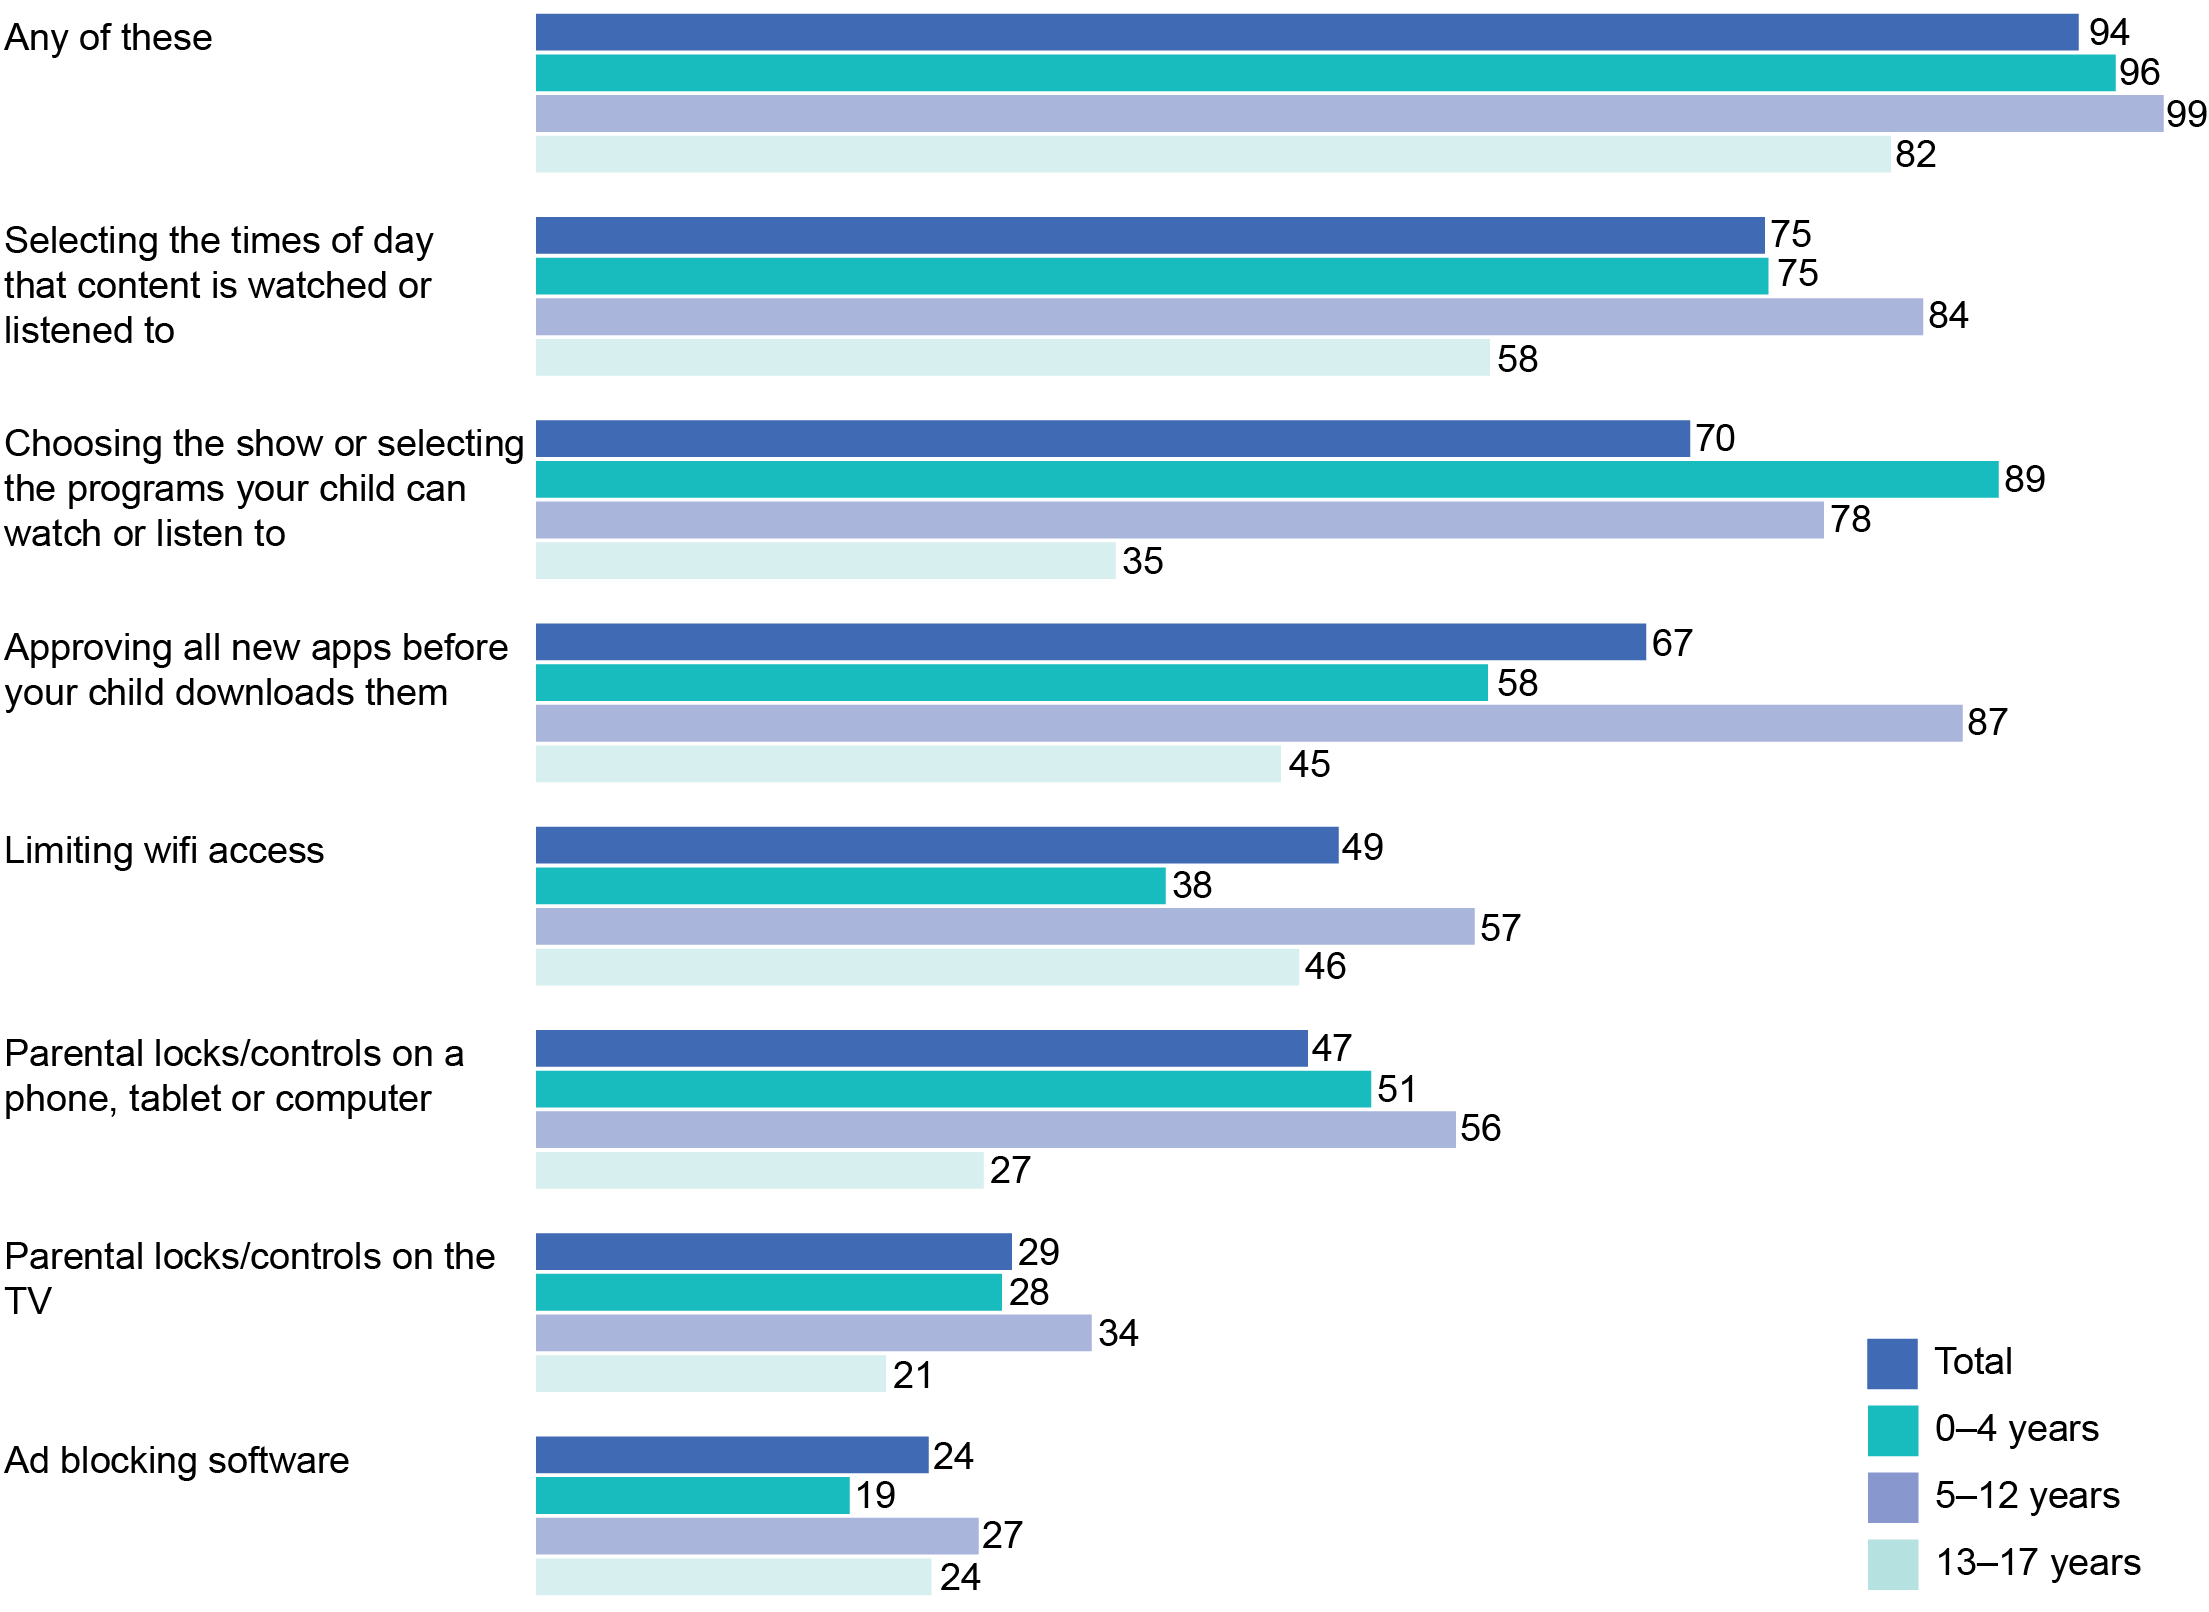 Any of these
94
96
99
82
Selecting the times of day
that content is watched or
listened to
75
75
84
58
Choosing the show or selecting
the programs your child can
watch or listen to
70
89
78
35
Approving all new apps before
your child downloads them
67
58
87
45
Limiting wifi access
49
38
57
46
Parental locks/controls on a
phone, tablet or computer
47
51
56
27
Parental locks/controls on the
TV
29
28
34
21
Ad blocking software
24
19
27
24
Total
0–4 years
5–12 years
13–17 years